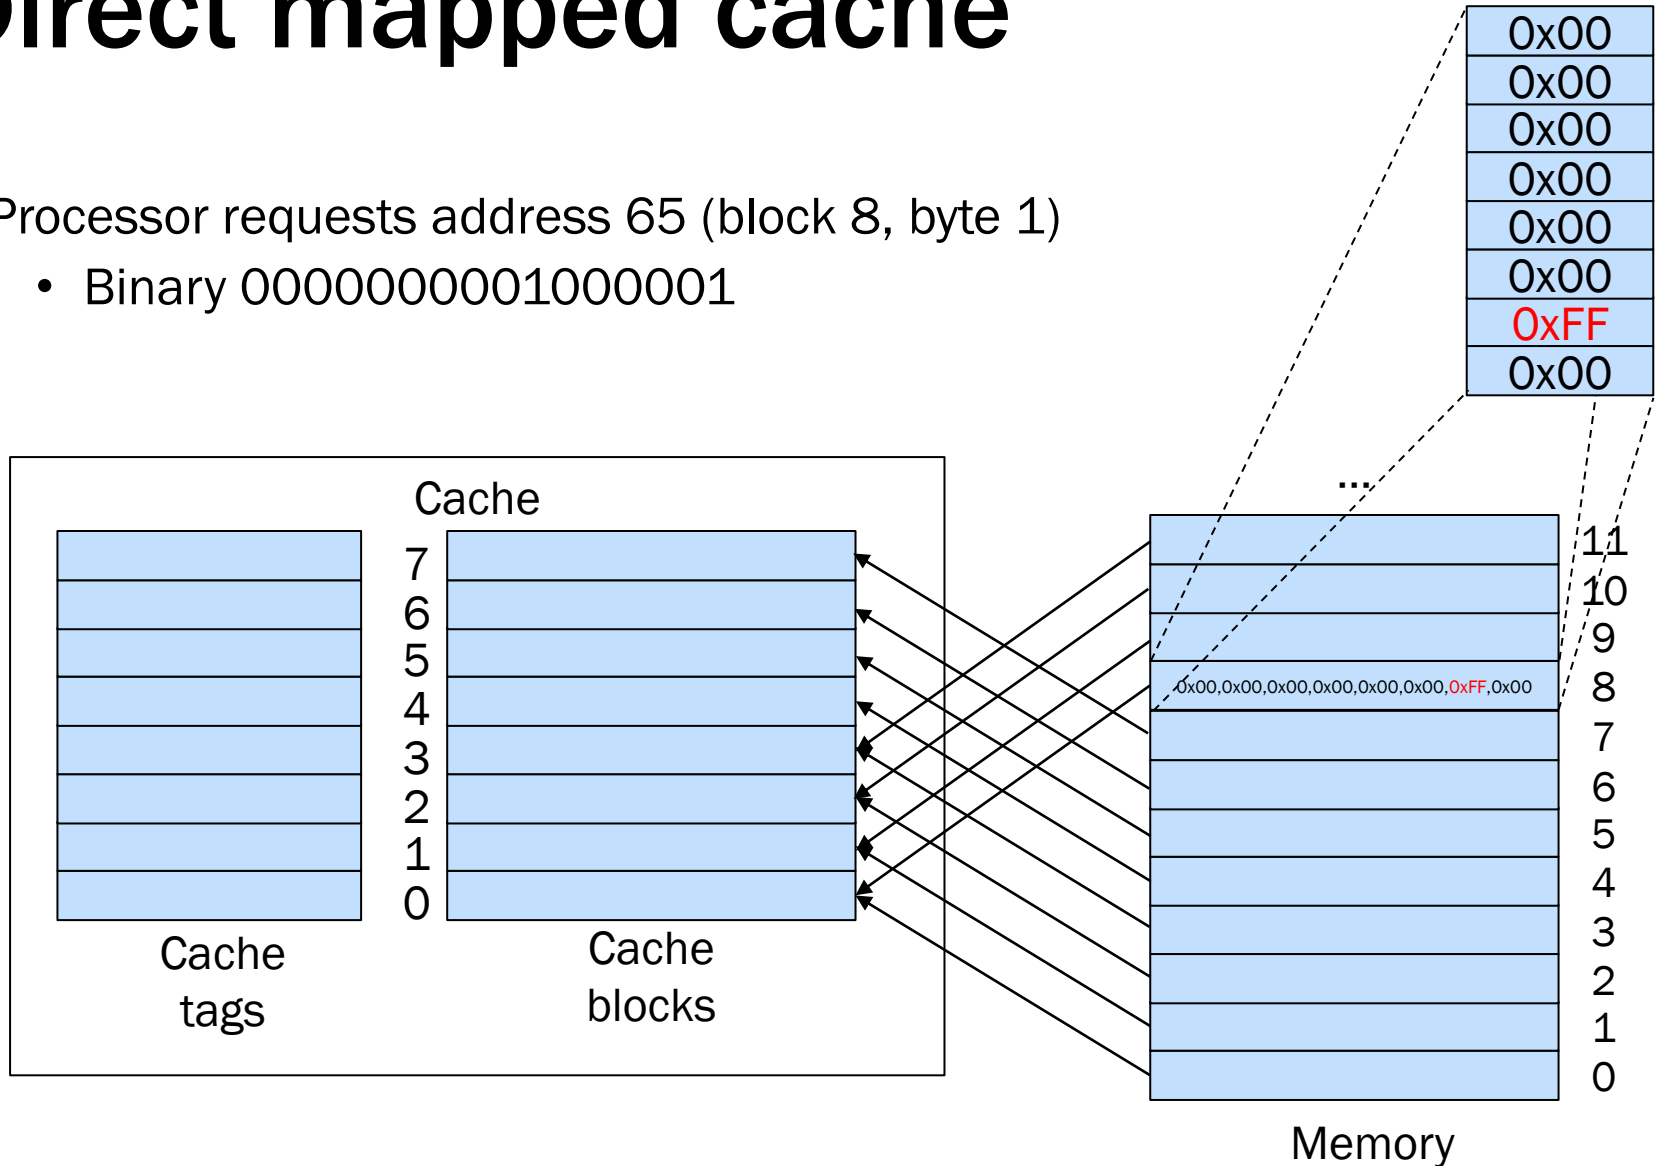 Direct mapped cache
Processor requests address 65 (block 8, byte 1)
• Binary 0000000001000001
0x00
0x00
0x00
0x00
0x00
0x00
0xFF
0x00
Cache
7
6
5
4
3
2
1
0
Cache
tags
Cache
blocks
...
11
10
9
0x00,0x00,0x00,0x00,0x00,0x00,0xFF,0x00 8
7
6
5
4
3
2
1
0
Memory